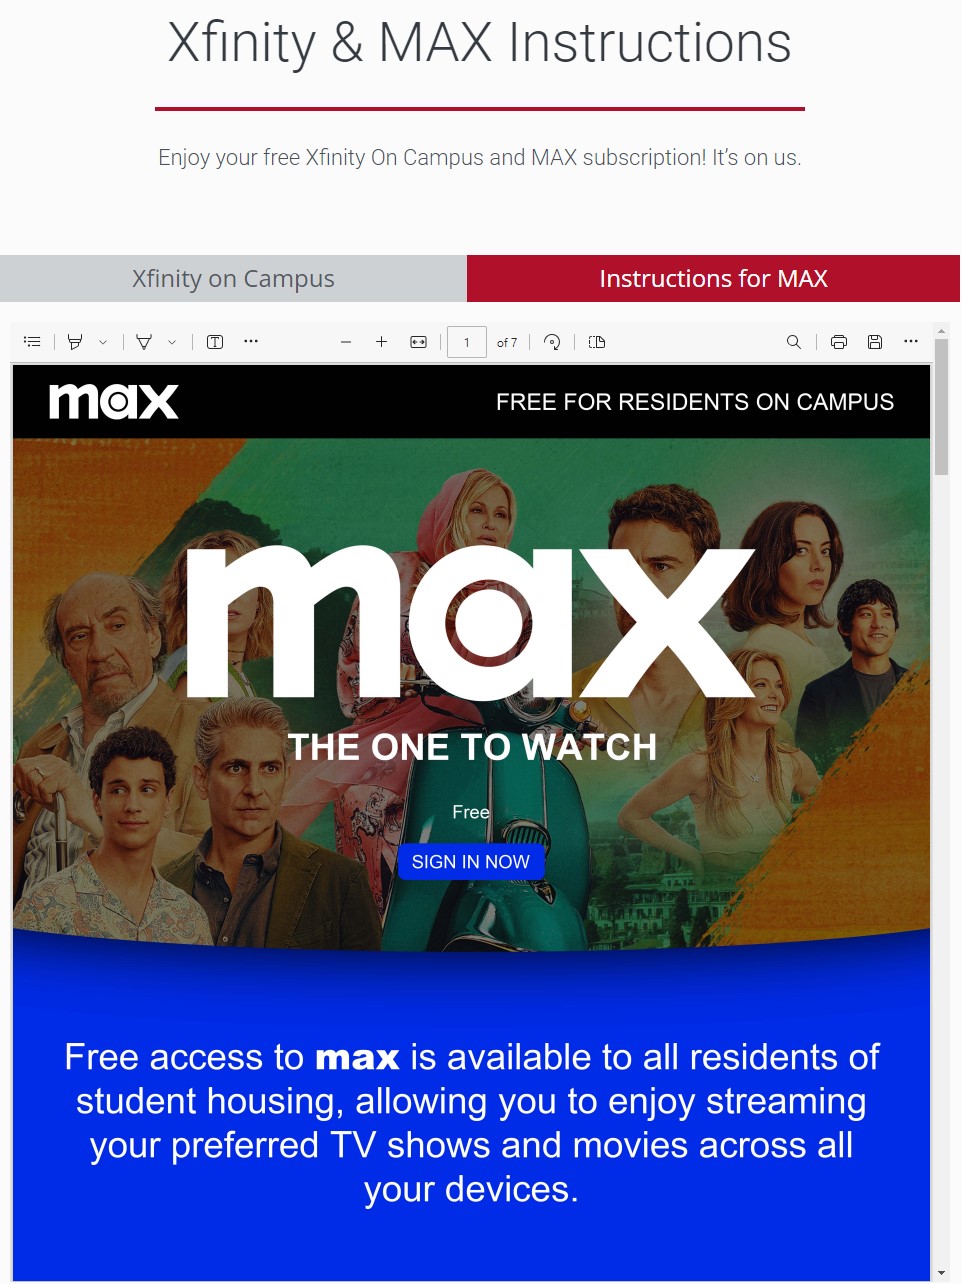 Xfinity & MAX Instructions
Enjoy your free Xfinity On Campus and MAX subscription! It’s on us.
Xfinity on Campus
Instructions for MAX
1 of 7
max
FREE FOR RESIDENTS ON CAMPUS
max
THE ONE TO WATCH
Free
SIGN IN NOW
Free access to max is available to all residents of
student housing, allowing you to enjoy streaming
your preferred TV shows and movies across all
your devices.